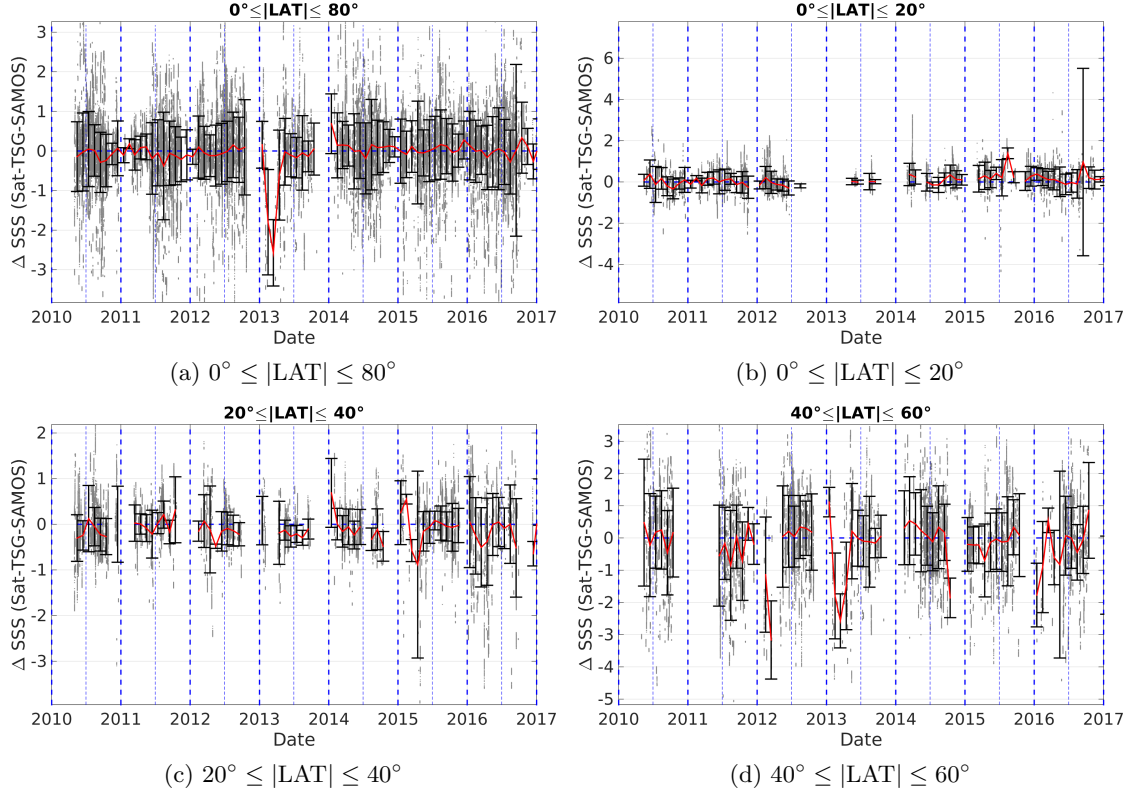 0°≤|LAT|≤ 80°
3
2
1
0
-1
-2
-3
Δ SSS (Sat-TSG-SAMOS)
2010 2011 2012 2013 2014 2015 2016 2017
Date
(a) 0° ≤ |LAT| ≤ 80°
0°≤|LAT|≤ 20°
6
4
2
0
-2
-4
Δ SSS (Sat-TSG-SAMOS)
2010 2011 2012 2013 2014 2015 2016 2017
Date
(b) 0° ≤ |LAT| ≤ 20°
20°≤|LAT|≤ 40°
2
1
0
-1
-2
-3
Δ SSS (Sat-TSG-SAMOS)
2010 2011 2012 2013 2014 2015 2016 2017
Date
(c) 20° ≤ |LAT| ≤ 40°
40°≤|LAT|≤ 60°
3
2
1
0
-1
-2
-3
-4
-5
Δ SSS (Sat-TSG-SAMOS)
2010 2011 2012 2013 2014 2015 2016 2017
Date
(d) 40° ≤ |LAT| ≤ 60°